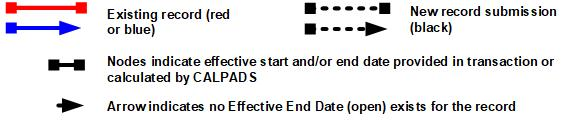 Existing record (red
or blue)
New record submission
(black)
Nodes indicate effective start and/or end date provided in transaction or
calculated by CALPADS
Arrow indicates no Effective End Date (open) exists for the record